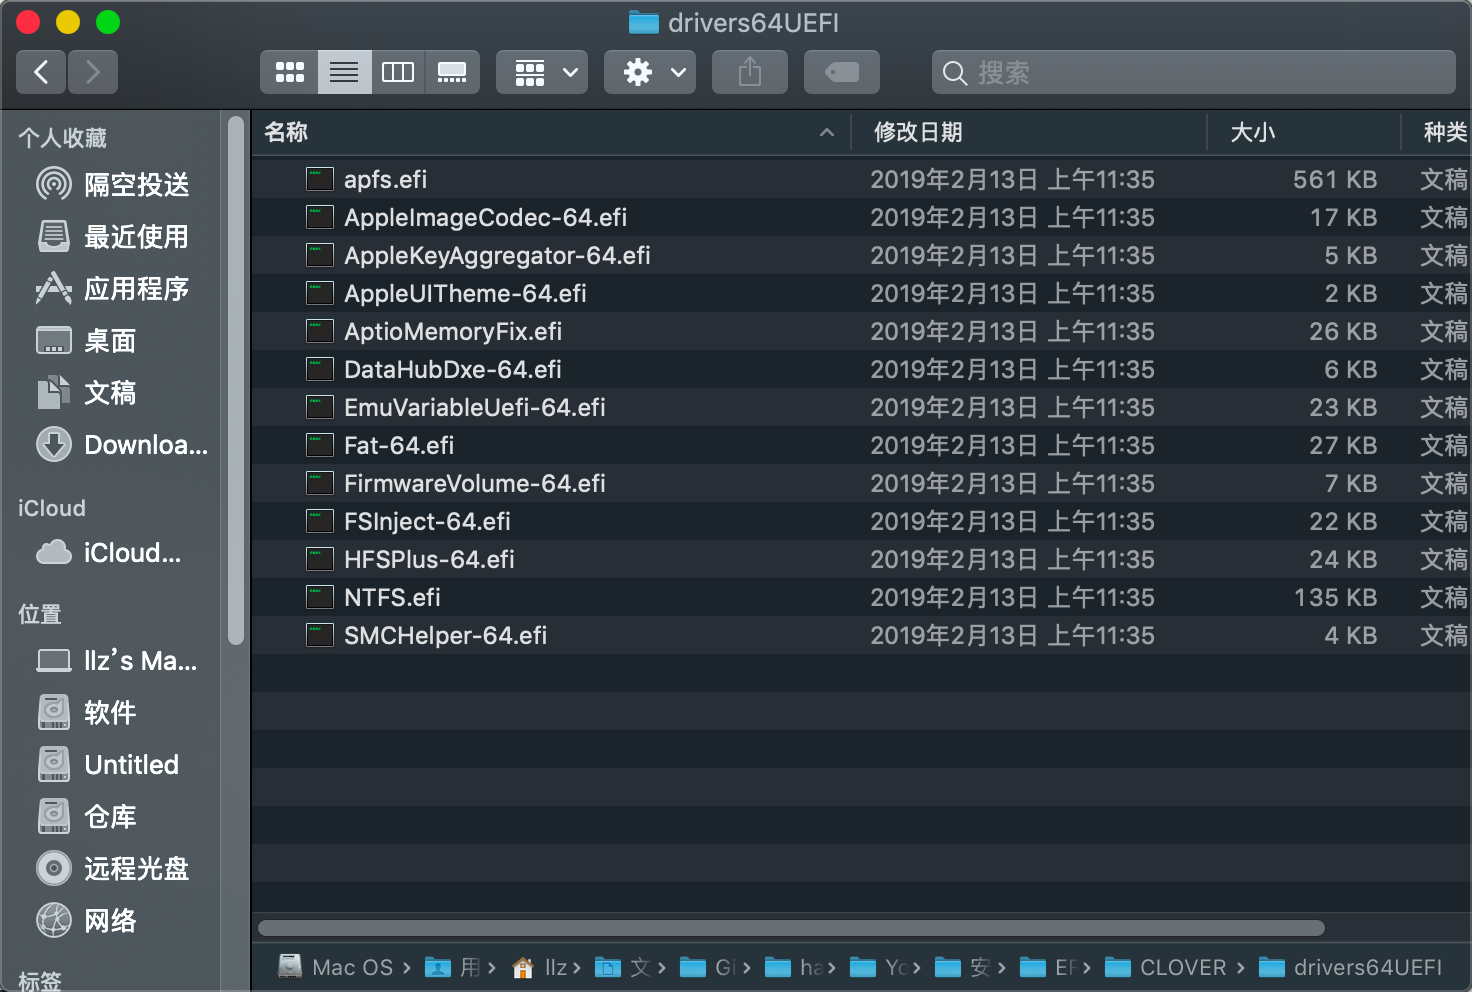 drivers64UEFI
搜索
个人收藏
隔空投送
最近使用
应用程序
桌面
文稿
Downloa...
iCloud
iCloud...
位置
llz’s Ma...
软件
Untitled
仓库
远程光盘
网络
标签
名称 修改日期 大小 种类
apfs.efi 2019年2月13日 上午11:35 561 KB 文稿
AppleImageCodec-64.efi 2019年2月13日 上午11:35 17 KB 文稿
AppleKeyAggregator-64.efi 2019年2月13日 上午11:35 5 KB 文稿
AppleUITheme-64.efi 2019年2月13日 上午11:35 2 KB 文稿
AptioMemoryFix.efi 2019年2月13日 上午11:35 26 KB 文稿
DataHubDxe-64.efi 2019年2月13日 上午11:35 6 KB 文稿
EmuVariableUefi-64.efi 2019年2月13日 上午11:35 23 KB 文稿
Fat-64.efi 2019年2月13日 上午11:35 27 KB 文稿
FirmwareVolume-64.efi 2019年2月13日 上午11:35 7 KB 文稿
FSInject-64.efi 2019年2月13日 上午11:35 22 KB 文稿
HFSPlus-64.efi 2019年2月13日 上午11:35 24 KB 文稿
NTFS.efi 2019年2月13日 上午11:35 135 KB 文稿
SMCHelper-64.efi 2019年2月13日 上午11:35 4 KB 文稿
Mac OS › 用 › llz › 文 › Gi › ha › Yo › 安 › EF › CLOVER › drivers64UEFI